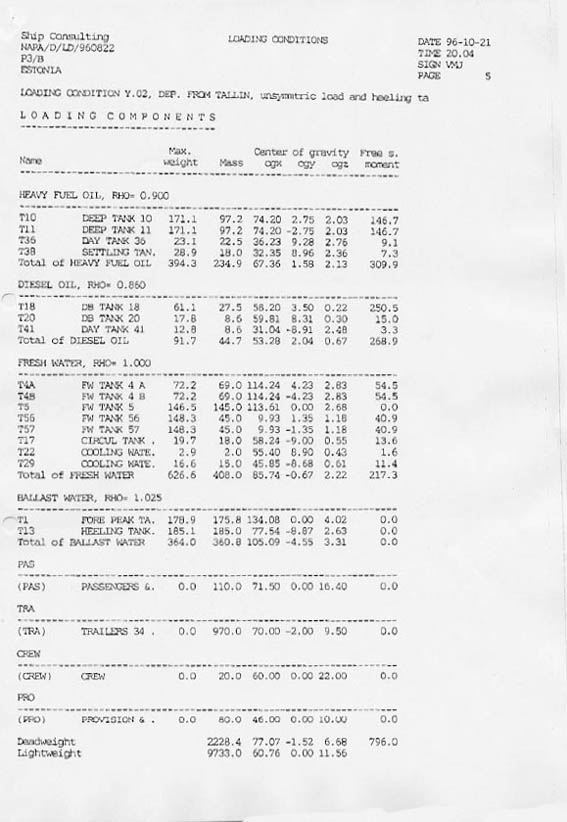 Ship Consulting LOADING CONDITIONS DATE 96-10-21
NAPA/D/LD/960822 TIME 20.04
P3/B SIGN VMJ
ESTONIA PAGE 5
LOADING CONDITION Y.02, DEP. FROM TALLIN, unsymmtric load and heeling ta
L O A D I N G C O M P O N E N T S
Max. Center of gravity Free s.
Name weight Mass cgx cgy cgz moment
HEAVY FUEL OIL, RHO= 0.900
T10 DEEP TANK 10 171.1 97.2 74.20 2.75 2.03 146.7
T11 DEEP TANK 11 171.1 97.2 74.20 -2.75 2.03 146.7
T36 DAY TANK 36 23.1 22.5 36.23 9.28 2.76 9.1
T38 SETTLING TAN. 28.9 18.0 32.35 8.96 2.36 7.3
Total of HEAVY FUEL OIL 394.3 234.9 67.36 1.58 2.13 309.9
DIESEL OIL, RHO= 0.860
T18 DB TANK 18 61.1 27.5 58.20 3.50 0.22 250.5
T20 DB TANK 20 17.8 8.6 59.81 8.31 0.30 15.0
T41 DAY TANK 41 12.8 8.6 31.04 -8.91 2.48 3.3
Total of DIESEL OIL 91.7 44.7 53.28 2.04 0.67 268.9
FRESH WATER, RHO= 1.000
T4A FW TANK 4 A 72.2 69.0 114.24 4.23 2.83 54.5
T4B FW TANK 4 B 72.2 69.0 114.24 -4.23 2.83 54.5
T5 FW TANK 5 146.5 145.0 113.61 0.00 2.68 0.0
T56 FW TANK 56 148.3 45.0 9.93 1.35 1.18 40.9
T57 FW TANK 57 148.3 45.0 9.93 -1.35 1.18 40.9
T17 CIRCUL TANK . 19.7 18.0 58.24 -9.00 0.55 13.6
T22 COOLING WATE. 2.9 2.0 55.40 8.90 0.43 1.6
T29 COOLING WATE. 16.6 15.0 45.85 -8.68 0.61 11.4
Total of FRESH WATER 626.6 408.0 85.74 -0.67 2.22 217.3
BALLAST WATER, RHO= 1.025
T1 FORE PEAK TA. 178.9 175.8 134.08 0.00 4.02 0.0
T13 HEELING TANK. 185.1 185.0 77.54 -8.87 2.63 0.0
Total of BALLAST WATER 364.0 360.8 105.09 -4.55 3.31 0.0
PAS
(PAS) PASSENGERS &. 0.0 110.0 71.50 0.00 16.40 0.0
TRA
(TRA) TRAILERS 34 . 0.0 970.0 70.00 -2.00 9.50 0.0
CREW
(CREW) CREW 0.0 20.0 60.00 0.00 22.00 0.0
PRO
(PRO) PROVISION & . 0.0 80.0 46.00 0.00 10.00 0.0
Deadweight 2228.4 77.07 -1.52 6.68 796.0
Lightweight 9733.0 60.76 0.00 11.56